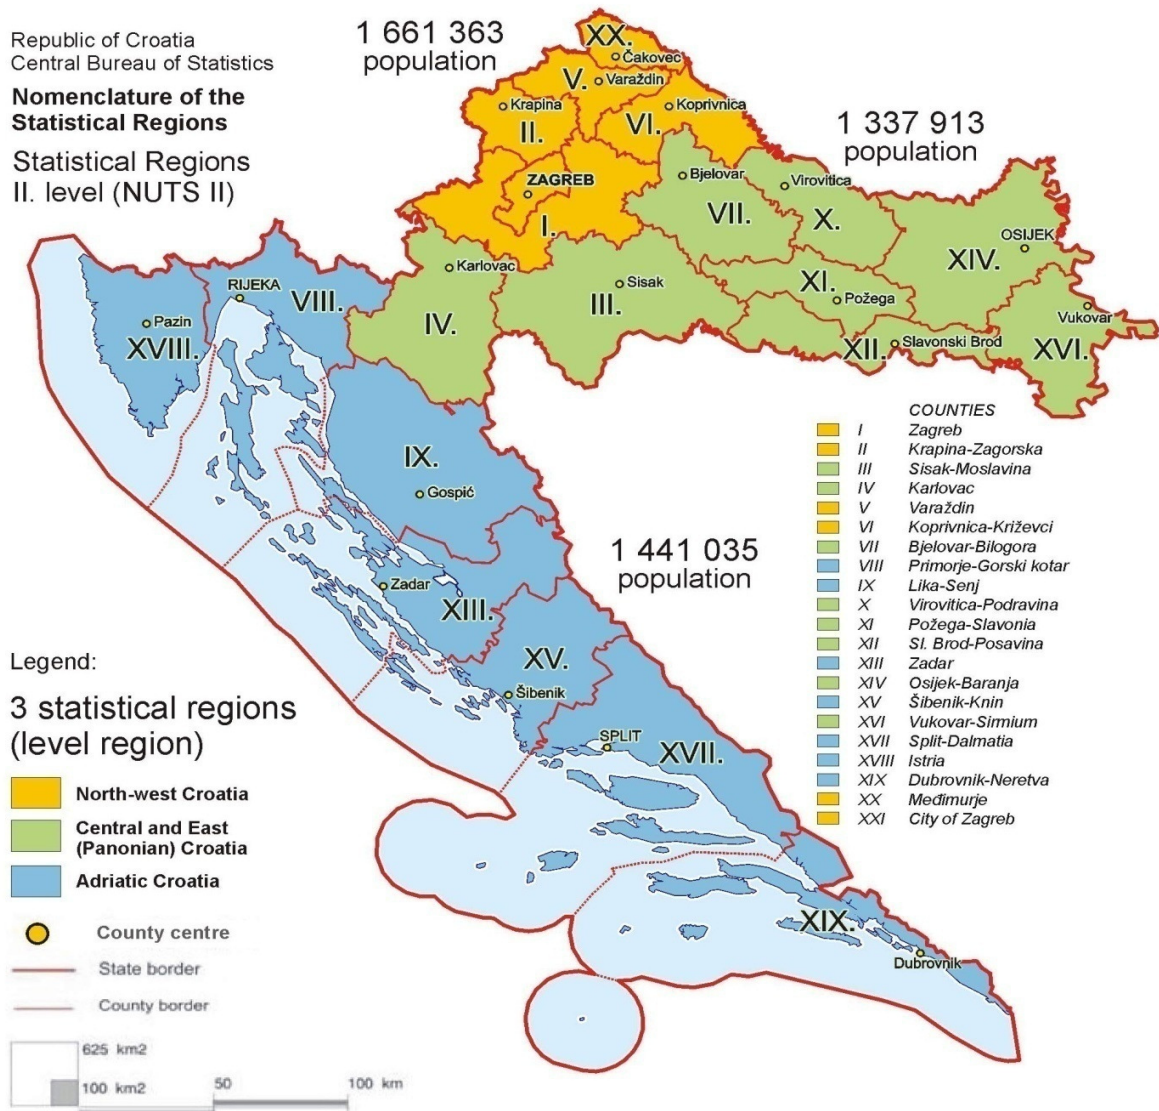 Republic of Croatia
Central Bureau of Statistics
Nomenclature of the
Statistical Regions
Statistical Regions
II. level (NUTS II)
1 661 363
population
1 337 913
population
1 441 035
population
XX.
Čakovec
V.
Varaždin
Krapina
II.
Koprivnica
VI.
ZAGREB
I.
Bjelovar
VII.
Virovitica
X.
OSIJEK
XIV.
Karlovac
IV.
Sisak
III.
XI.
Požega
XII.
Slavonski Brod
Vukovar
XVI.
RIJEKA
VIII.
Pazin
XVIII.
IX.
Gospić
Zadar
XIII.
XV.
Šibenik
SPLIT
XVII.
XIX.
Dubrovnik
COUNTIES
I Zagreb
II Krapina-Zagorska
III Sisak-Moslavina
IV Karlovac
V Varaždin
VI Koprivnica-Križevci
VII Bjelovar-Bilogora
VIII Primorje-Gorski kotar
IX Lika-Senj
X Virovitica-Podravina
XI Požega-Slavonia
XII Sl. Brod-Posavina
XIII Zadar
XIV Osijek-Baranja
XV Šibenik-Knin
XVI Vukovar-Sirmium
XVII Split-Dalmatia
XVIII Istria
XIX Dubrovnik-Neretva
XX Međimurje
XXI City of Zagreb
Legend:
3 statistical regions
(level region)
North-west Croatia
Central and East
(Panonian) Croatia
Adriatic Croatia
County centre
State border
County border
625 km2
100 km2
50
100 km